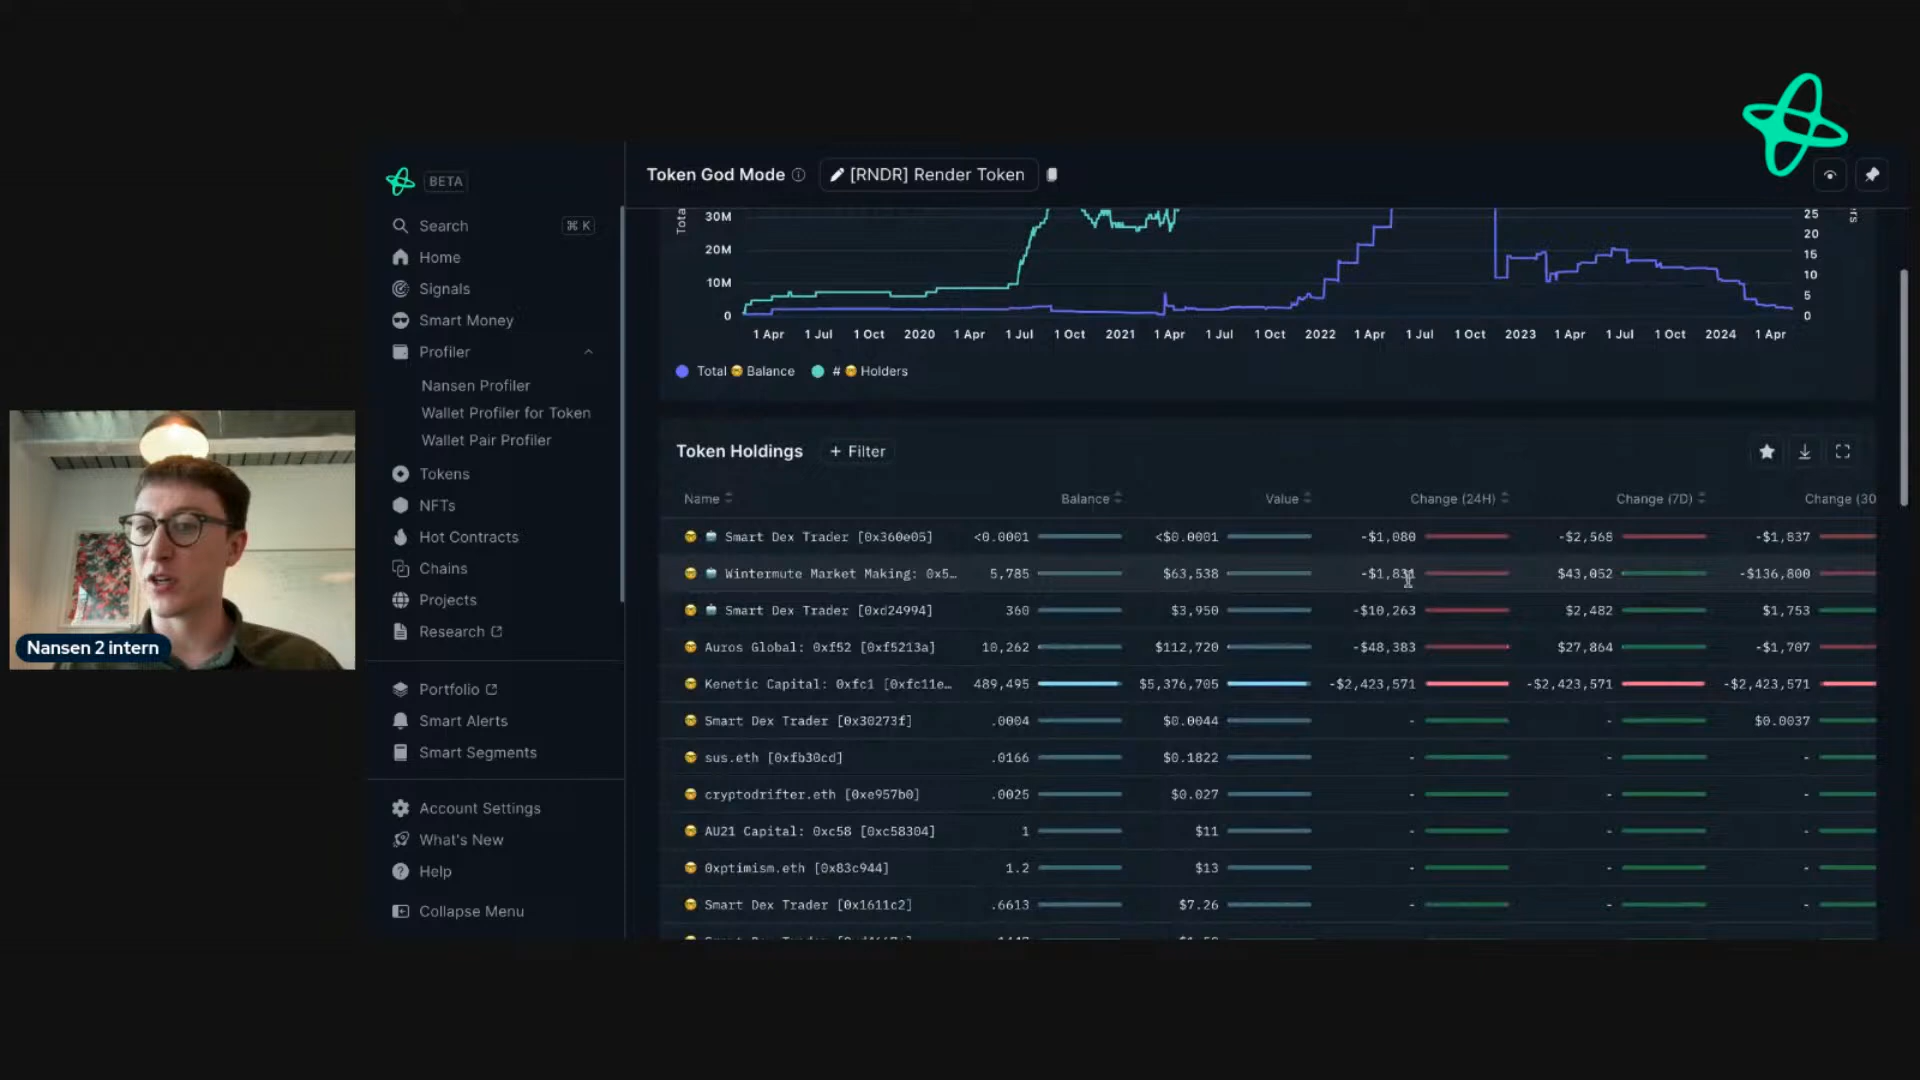 BETA
Search
⌘ K
Home
Signals
Smart Money
Profiler
Nansen Profiler
Wallet Profiler for Token
Wallet Pair Profiler
Tokens
NFTs
Hot Contracts
Chains
Projects
Research
Portfolio
Smart Alerts
Smart Segments
Account Settings
What's New
Help
Collapse Menu
Nansen 2 intern
Token God Mode
[RNDR] Render Token
Tota
30M
20M
10M
0
25
20
15
10
5
0
1 Apr 1 Jul 1 Oct 2020 1 Apr 1 Jul 1 Oct 2021 1 Apr 1 Jul 1 Oct 2022 1 Apr 1 Jul 1 Oct 2023 1 Apr 1 Jul 1 Oct 2024 1 Apr
Total 🤓 Balance # 🤓 Holders
Token Holdings + Filter
Name Balance Value Change (24H) Change (7D) Change (30
Smart Dex Trader [0x360e05] <0.0001 <$0.0001 -$1,080 -$2,568 -$1,837
Wintermute Market Making: 0x5… 5,785 $63,538 -$1,831 $43,052 -$136,800
Smart Dex Trader [0xd24994] 360 $3,950 -$10,263 $2,482 $1,753
Auros Global: 0xf52 [0xf5213a] 10,262 $112,720 -$48,383 $27,864 -$1,707
Kenetic Capital: 0xfc1 [0xfc11e… 489,495 $5,376,705 -$2,423,571 -$2,423,571 -$2,423,571
Smart Dex Trader [0x30273f] .0004 $0.0044 - - $0.0037
sus.eth [0xfb30cd] .0166 $0.1822 - - -
cryptodrifter.eth [0xe957b0] .0025 $0.027 - - -
AU21 Capital: 0xc58 [0xc58304] 1 $11 - - -
0xptimism.eth [0x83c944] 1.2 $13 - - -
Smart Dex Trader [0x1611c2] .6613 $7.26 - - -